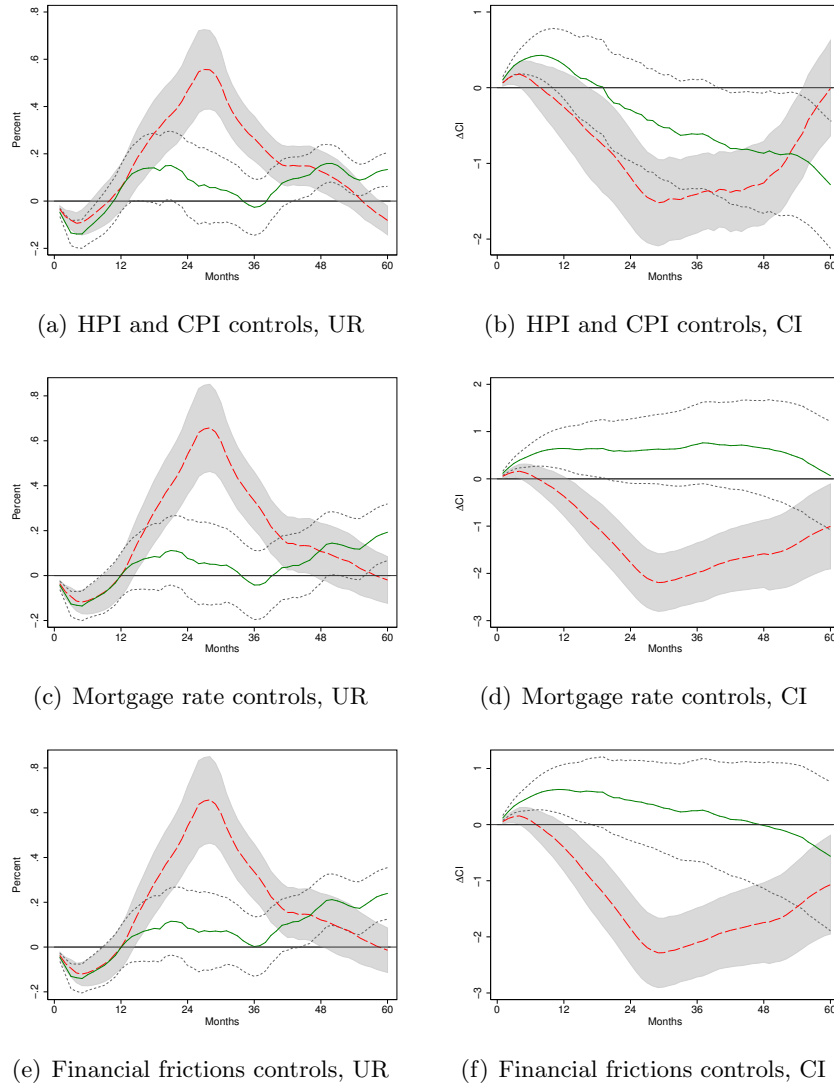 .8
.6
.4
.2
0
-.2
Percent
0 12 24 36 48 60
Months
(a) HPI and CPI controls, UR
1
0
-1
-2
ΔCI
0 12 24 36 48 60
Months
(b) HPI and CPI controls, CI
.8
.6
.4
.2
0
-.2
Percent
0 12 24 36 48 60
Months
(c) Mortgage rate controls, UR
2
1
0
-1
-2
-3
ΔCI
0 12 24 36 48 60
Months
(d) Mortgage rate controls, CI
.8
.6
.4
.2
0
-.2
Percent
0 12 24 36 48 60
Months
(e) Financial frictions controls, UR
1
0
-1
-2
-3
ΔCI
0 12 24 36 48 60
Months
(f) Financial frictions controls, CI